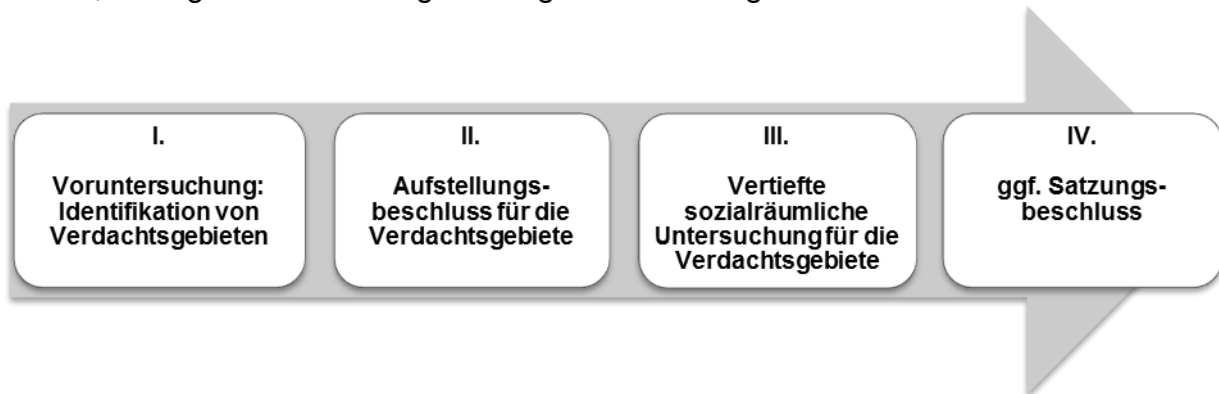 I.
Voruntersuchung:
Identifikation von
Verdachtsgebieten
II.
Aufstellungs-
beschluss für die
Verdachtsgebiete
III.
Vertiefte
sozialräumliche
Untersuchung für die
Verdachtsgebiete
IV.
ggf. Satzungs-
beschluss